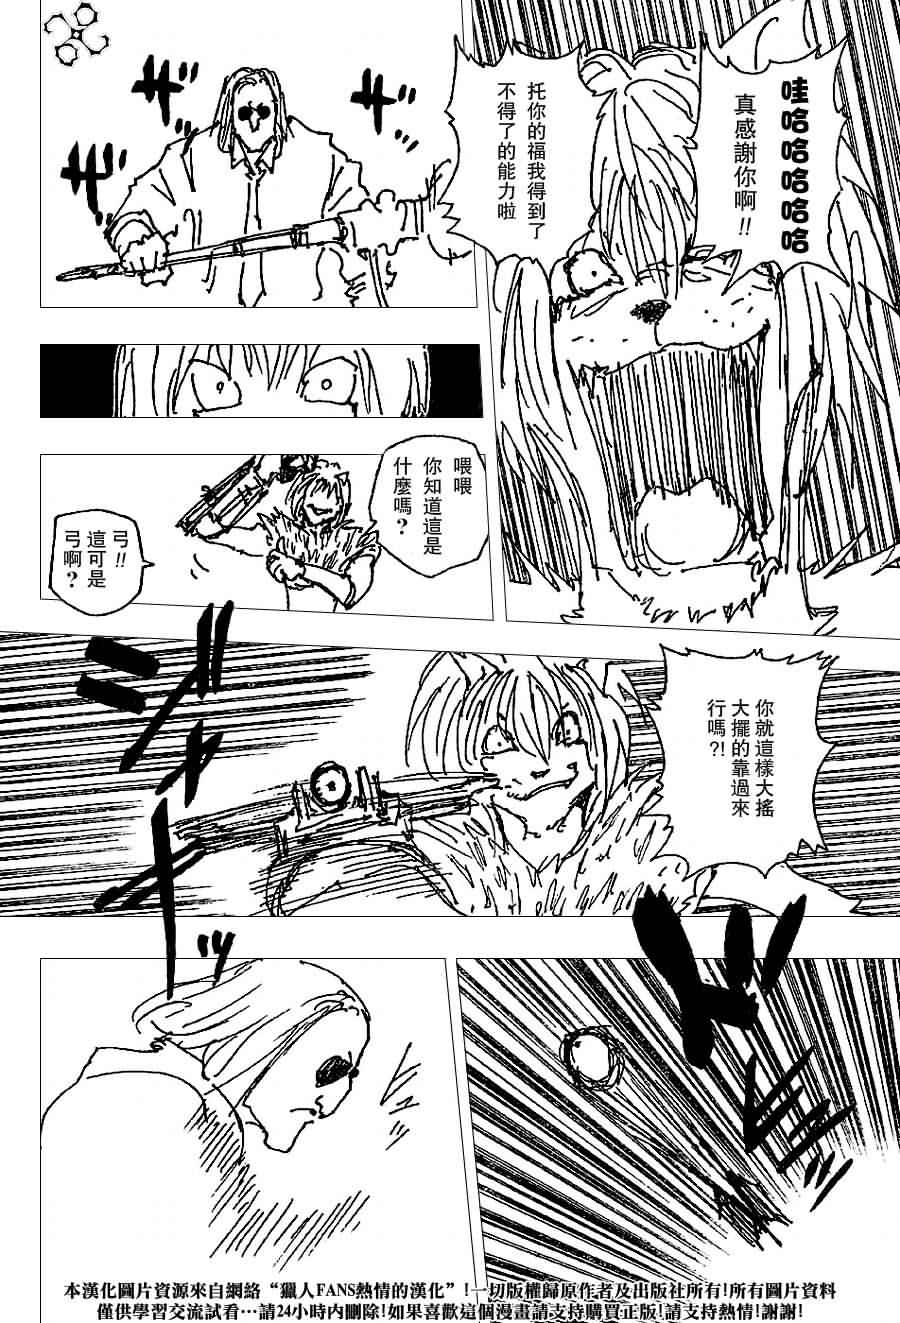 哇哈哈哈哈哈
真感謝你啊!!
托你的福我得到了
不得了的能力啦
ザッ
ザッ
ザッ
喂喂
你知道這是
什麼嗎?
弓!!
這可是
弓啊?
你就這樣大搖
大擺的靠過來
行嗎?!
本漢化圖片資源來自網絡“獵人FANS熱情的漢化”!一切版權歸原作者及出版社所有!所有圖片資料
僅供學習交流試看…請24小時內刪除!如果喜歡這個漫畫請支持購買正版!請支持熱情!謝謝!